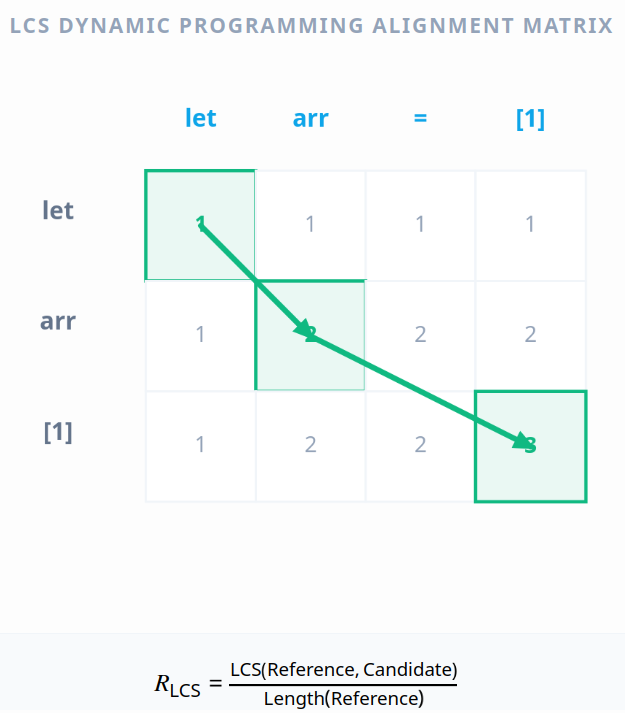 LCS DYNAMIC PROGRAMMING ALIGNMENT MATRIX
let arr = [1]
let 1 1 1 1
arr 1 2 2 2
[1] 1 2 2 3
R_LCS = LCS(Reference, Candidate) / Length(Reference)